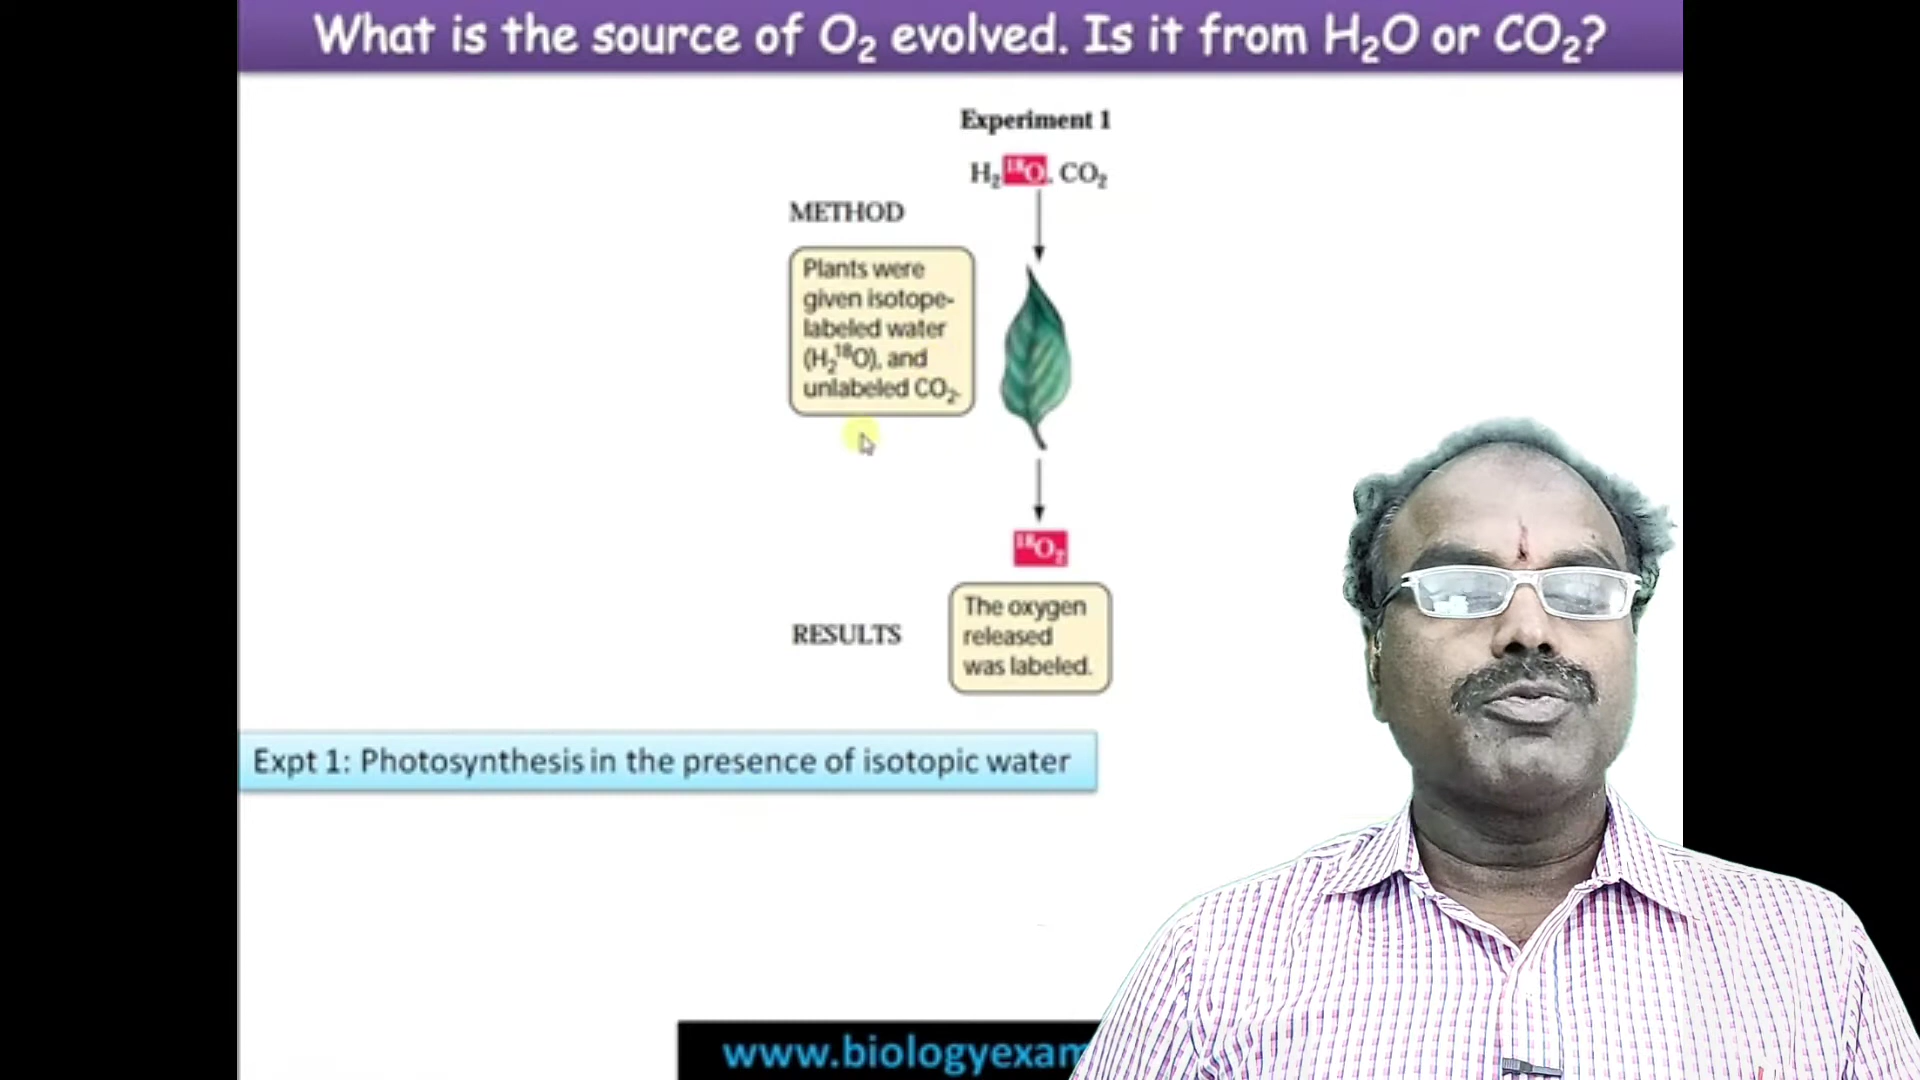 What is the source of O₂ evolved. Is it from H₂O or CO₂?
Experiment 1
H₂¹⁸O, CO₂
METHOD
Plants were
given isotope-
labeled water
(H₂¹⁸O), and
unlabeled CO₂.
¹⁸O₂
RESULTS
The oxygen
released
was labeled.
Expt 1: Photosynthesis in the presence of isotopic water
www.biologyexam